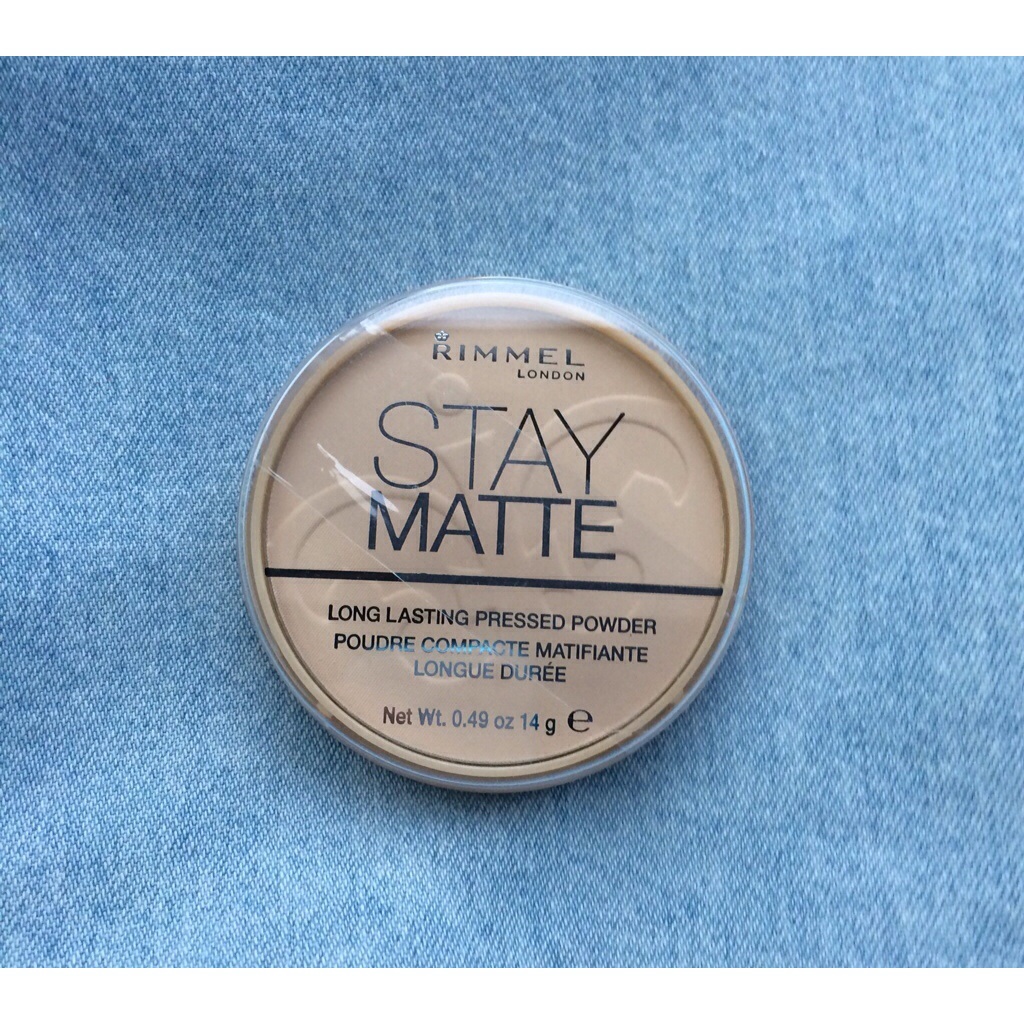 RIMMEL
LONDON
STAY
MATTE
LONG LASTING PRESSED POWDER
POUDRE COMPACTE MATIFIANTE
LONGUE DURÉE
Net Wt. 0.49 oz 14 g ℮